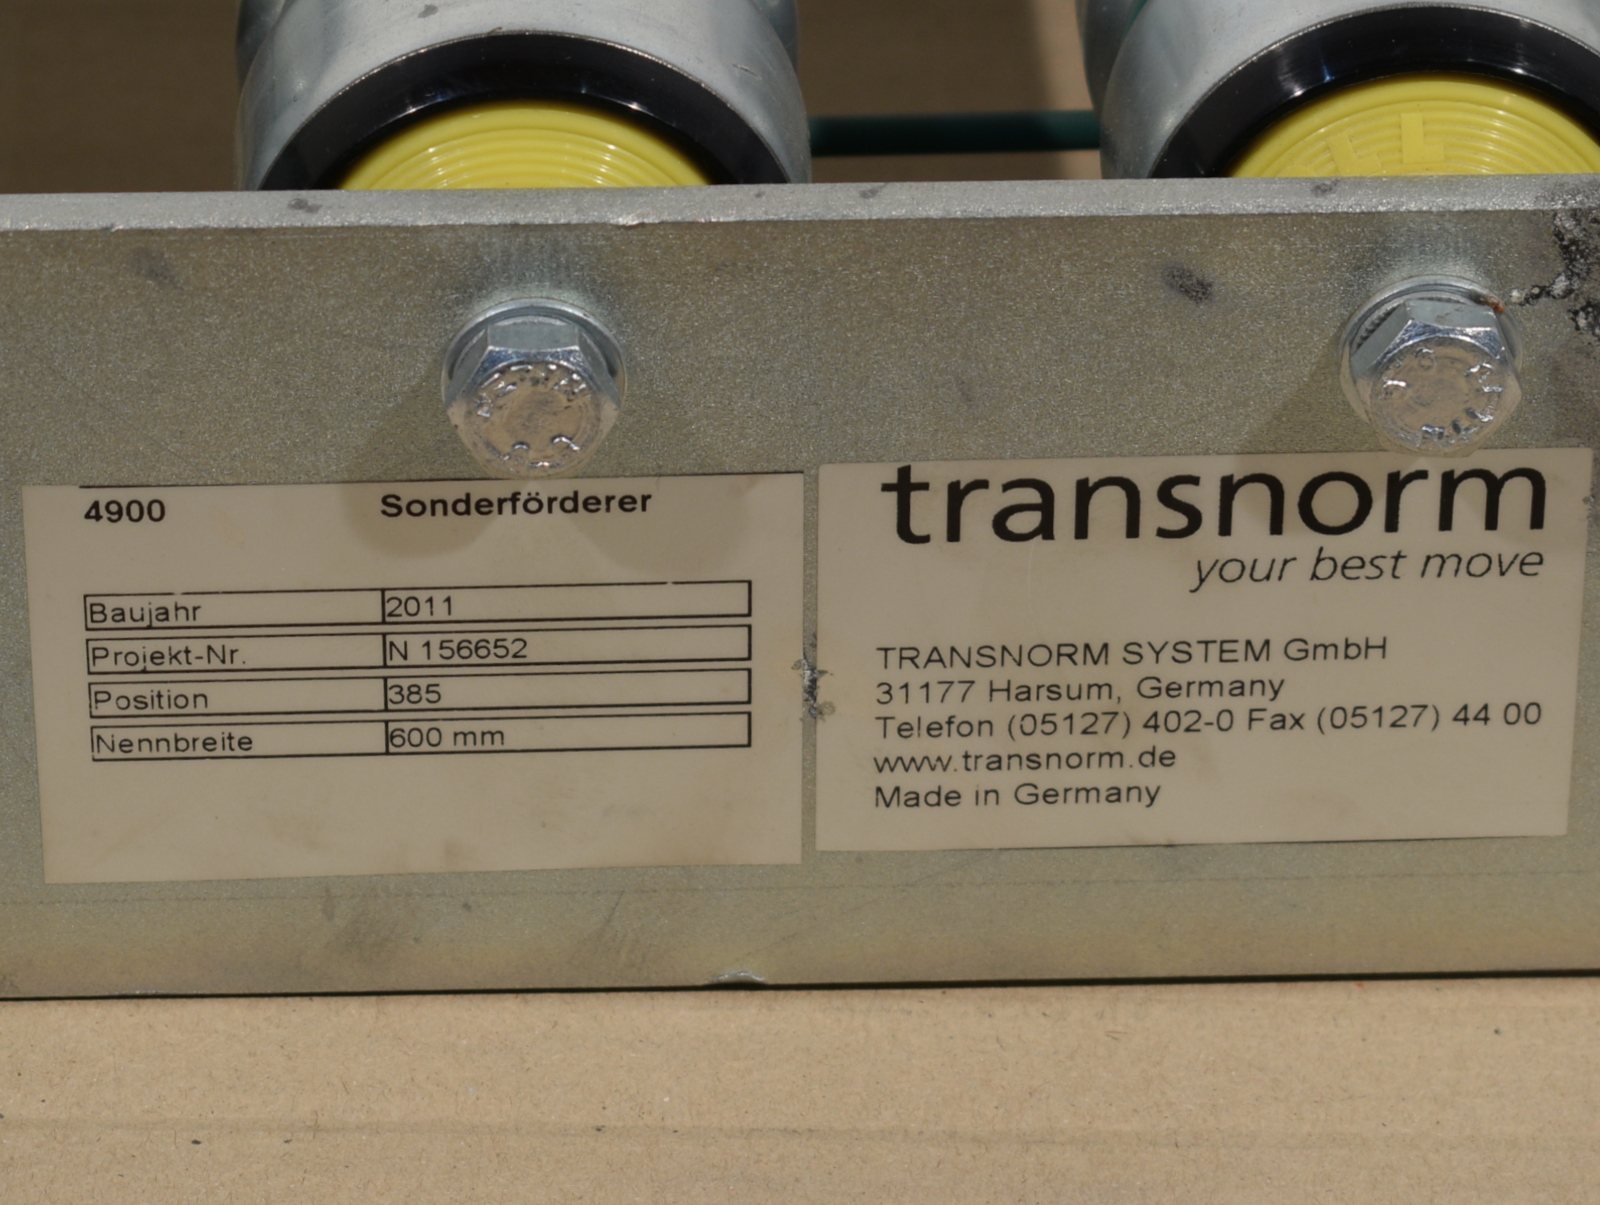 4900 Sonderförderer
Baujahr 2011
Projekt-Nr. N 156652
Position 385
Nennbreite 600 mm
transnorm
your best move
TRANSNORM SYSTEM GmbH
31177 Harsum, Germany
Telefon (05127) 402-0 Fax (05127) 44 00
www.transnorm.de
Made in Germany